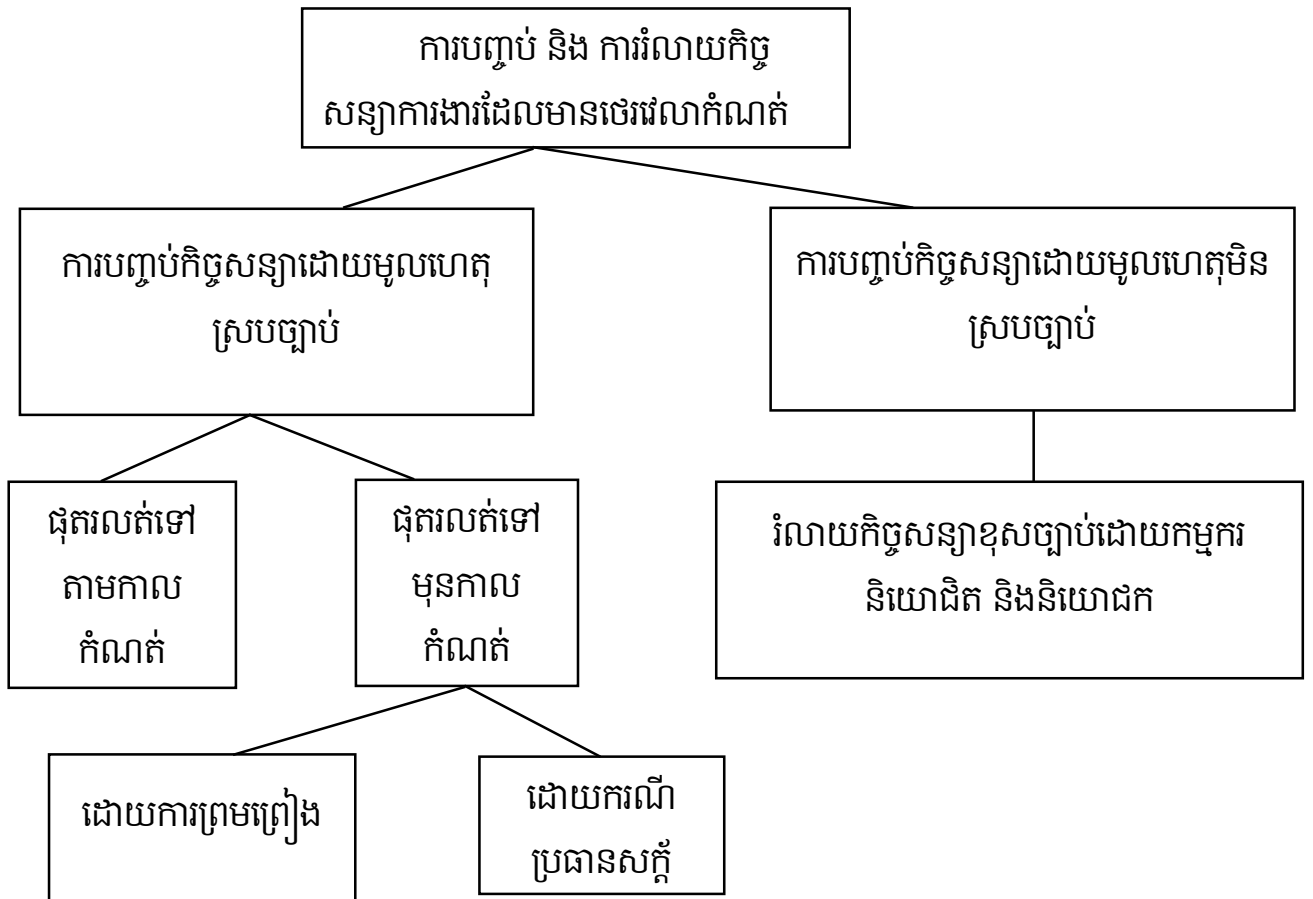 ការបញ្ចប់ និង ការរំលាយកិច្ច
សន្យាការងារដែលមានថេរវេលាកំណត់
ការបញ្ចប់កិច្ចសន្យាដោយមូលហេតុ
ស្របច្បាប់
ការបញ្ចប់កិច្ចសន្យាដោយមូលហេតុមិន
ស្របច្បាប់
ផុតរលត់ទៅ
តាមកាល
កំណត់
ផុតរលត់ទៅ
មុនកាល
កំណត់
រំលាយកិច្ចសន្យាខុសច្បាប់ដោយកម្មករ
និយោជិត និងនិយោជក
ដោយការព្រមព្រៀង
ដោយករណី
ប្រធានសក្ត័